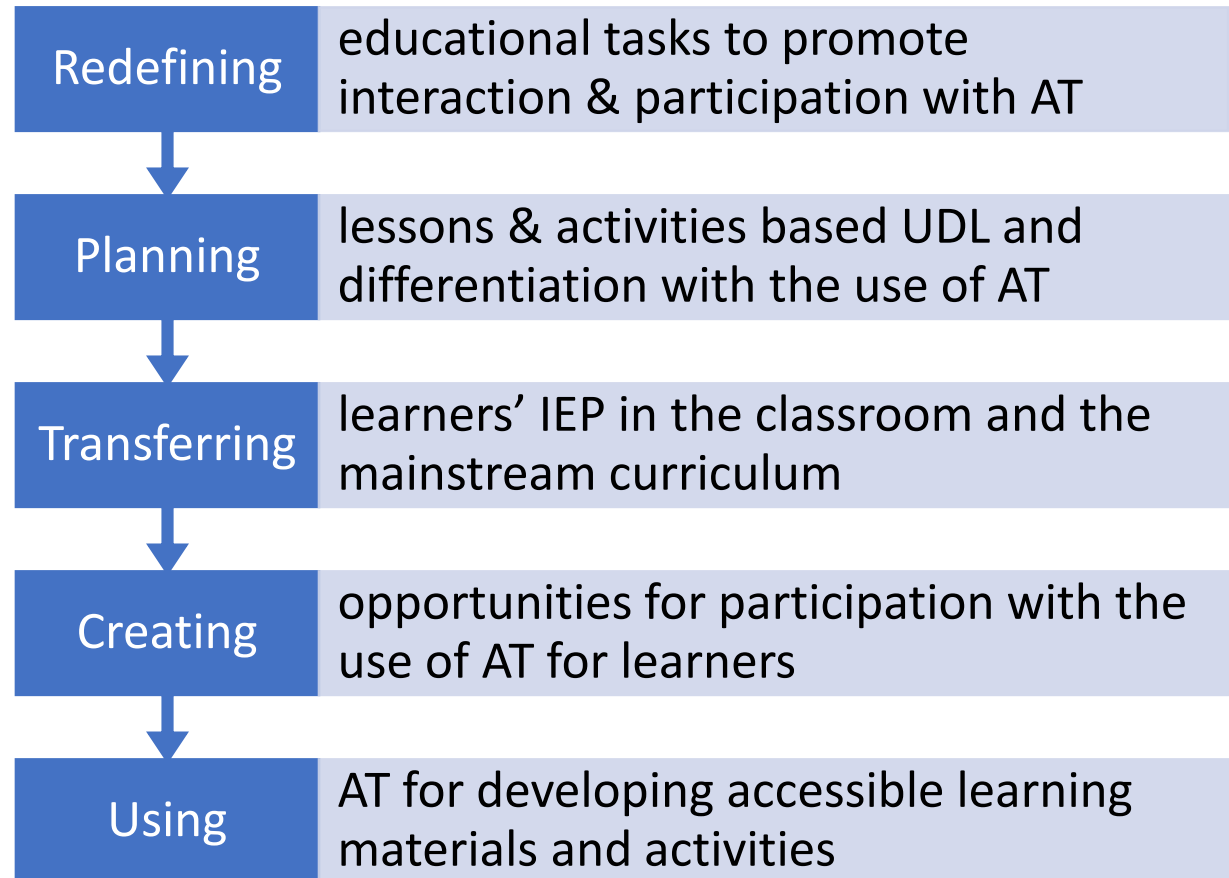 Redefining
educational tasks to promote
interaction & participation with AT
Planning
lessons & activities based UDL and
differentiation with the use of AT
Transferring
learners’ IEP in the classroom and the
mainstream curriculum
Creating
opportunities for participation with the
use of AT for learners
Using
AT for developing accessible learning
materials and activities